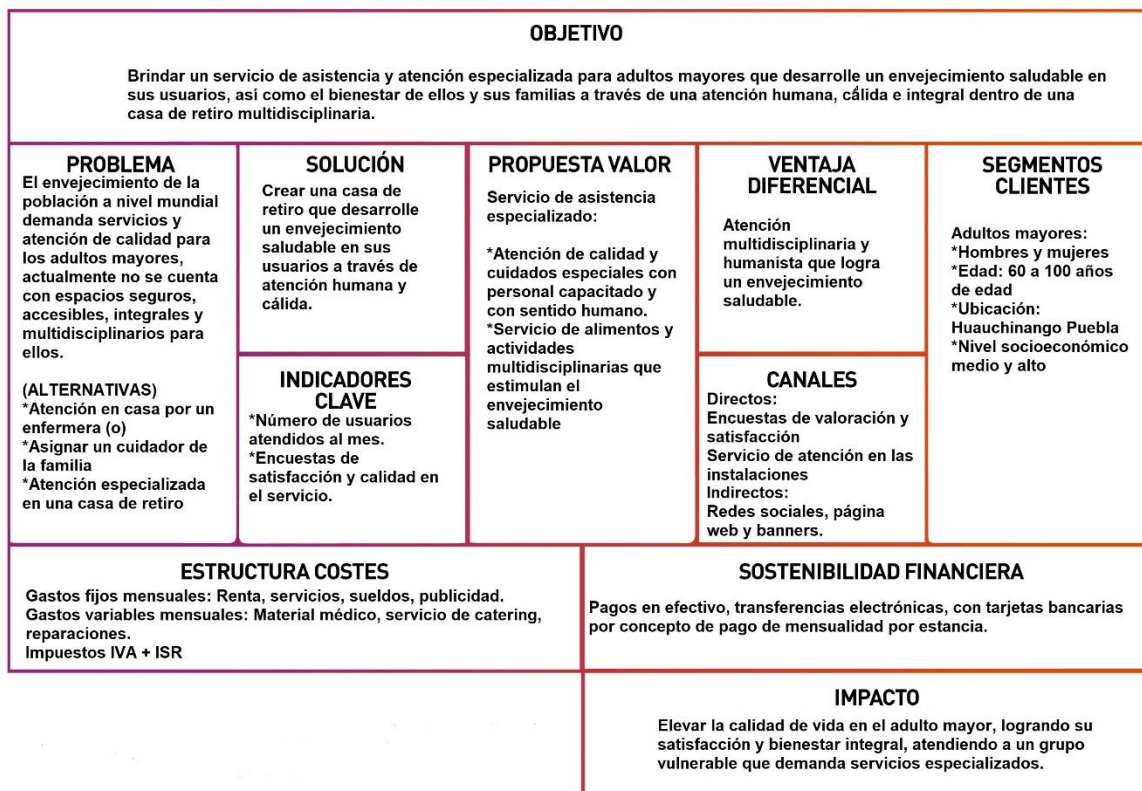 OBJETIVO
Brindar un servicio de asistencia y atención especializada para adultos mayores que desarrolle un envejecimiento saludable en
sus usuarios, así como el bienestar de ellos y sus familias a través de una atención humana, cálida e integral dentro de una
casa de retiro multidisciplinaria.
PROBLEMA
El envejecimiento de la
población a nivel mundial
demanda servicios y
atención de calidad para
los adultos mayores,
actualmente no se cuenta
con espacios seguros,
accesibles, integrales y
multidisciplinarios para
ellos.
(ALTERNATIVAS)
*Atención en casa por un
enfermera (o)
*Asignar un cuidador de
la familia
*Atención especializada
en una casa de retiro
SOLUCIÓN
Crear una casa de
retiro que desarrolle
un envejecimiento
saludable en sus
usuarios a través de
atención humana y
cálida.
INDICADORES
CLAVE
*Número de usuarios
atendidos al mes.
*Encuestas de
satisfacción y calidad en
el servicio.
PROPUESTA VALOR
Servicio de asistencia
especializado:
*Atención de calidad y
cuidados especiales con
personal capacitado y
con sentido humano.
*Servicio de alimentos y
actividades
multidisciplinarias que
estimulan el
envejecimiento
saludable
VENTAJA
DIFERENCIAL
Atención
multidisciplinaria y
humanista que logra
un envejecimiento
saludable.
CANALES
Directos:
Encuestas de valoración y
satisfacción
Servicio de atención en las
instalaciones
Indirectos:
Redes sociales, página
web y banners.
SEGMENTOS
CLIENTES
Adultos mayores:
*Hombres y mujeres
*Edad: 60 a 100 años
de edad
*Ubicación:
Huauchinango Puebla
*Nivel socioeconómico
medio y alto
ESTRUCTURA COSTES
Gastos fijos mensuales: Renta, servicios, sueldos, publicidad.
Gastos variables mensuales: Material médico, servicio de catering,
reparaciones.
Impuestos IVA + ISR
SOSTENIBILIDAD FINANCIERA
Pagos en efectivo, transferencias electrónicas, con tarjetas bancarias
por concepto de pago de mensualidad por estancia.
IMPACTO
Elevar la calidad de vida en el adulto mayor, logrando su
satisfacción y bienestar integral, atendiendo a un grupo
vulnerable que demanda servicios especializados.